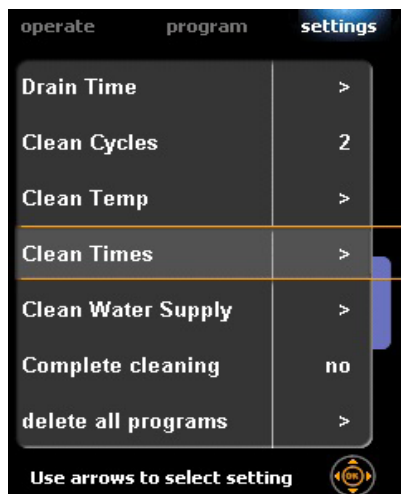 operate program settings
Drain Time >
Clean Cycles 2
Clean Temp >
Clean Times >
Clean Water Supply >
Complete cleaning no
delete all programs >
Use arrows to select setting OK